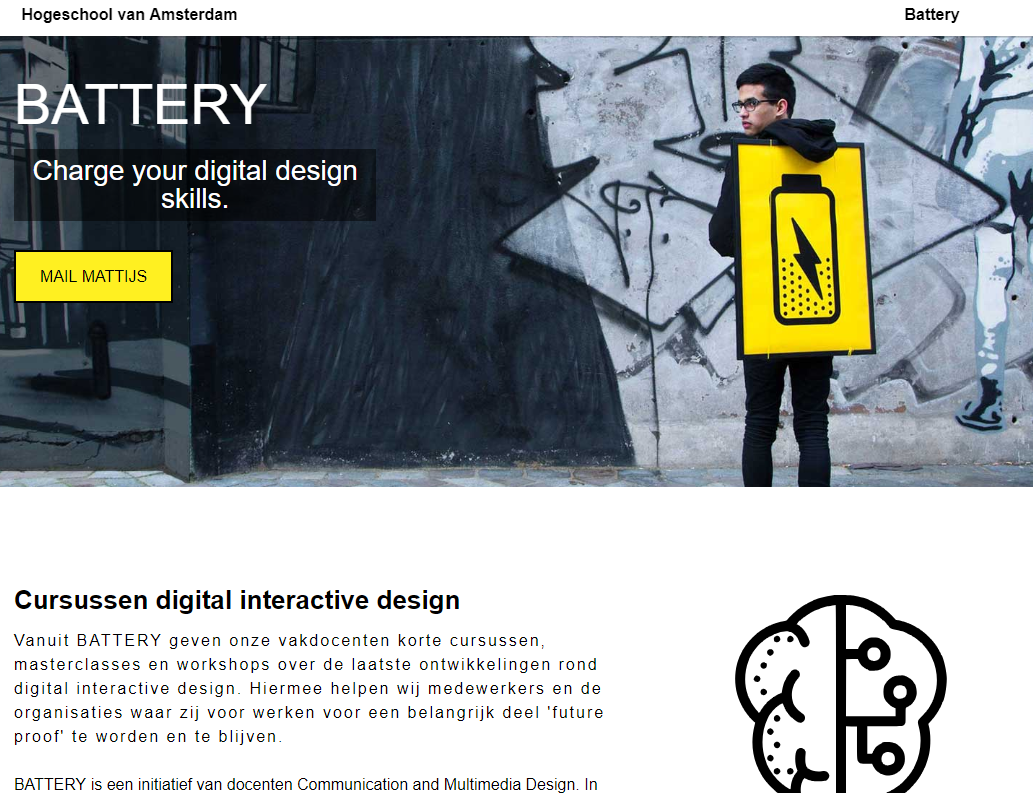 Hogeschool van Amsterdam
Battery
BATTERY
Charge your digital design
skills.
MAIL MATTIJS
Cursussen digital interactive design
Vanuit BATTERY geven onze vakdocenten korte cursussen,
masterclasses en workshops over de laatste ontwikkelingen rond
digital interactive design. Hiermee helpen wij medewerkers en de
organisaties waar zij voor werken voor een belangrijk deel 'future
proof' te worden en te blijven.
BATTERY is een initiatief van docenten Communication and Multimedia Design. In